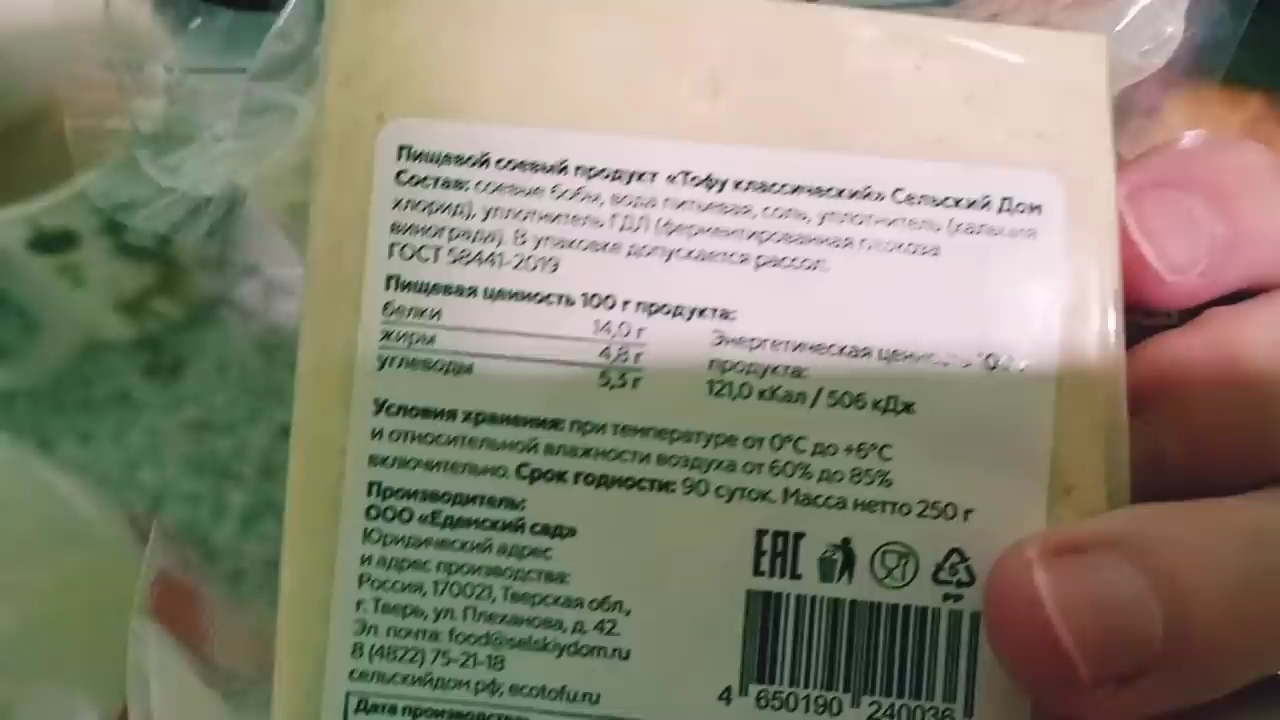 Пищевой соевый продукт «Тофу классический» Сельский Дом
Состав: соевые бобы, вода питьевая, соль, уплотнитель (кальция
хлорид), уплотнитель ГДЛ (ферментированная глюкоза
винограда). В упаковке допускается рассол.
ГОСТ 58441-2019
Пищевая ценность 100 г продукта:
белки 14,0 г
жиры 4,8 г
углеводы 5,3 г
Энергетическая ценность 100 г
продукта:
121,0 кКал / 506 кДж
Условия хранения: при температуре от 0°С до +6°С
и относительной влажности воздуха от 60% до 85%
включительно. Срок годности: 90 суток. Масса нетто 250 г
Производитель:
ООО «Едемский сад»
Юридический адрес
и адрес производства:
Россия, 170021, Тверская обл.,
г. Тверь, ул. Плеханова, д. 42.
Эл. почта: food@selskiydom.ru
8 (4822) 75-21-18
сельскийдом.рф; ecotofu.ru
EAC
5
PP
4 650190 240036
Дата производства: